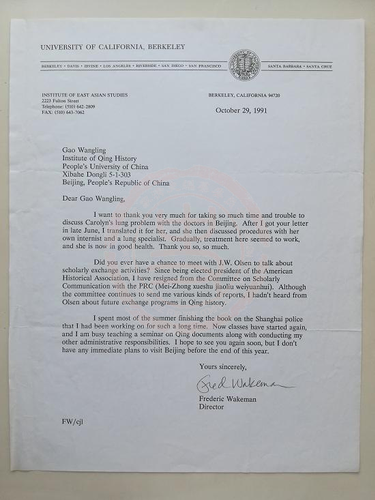 UNIVERSITY OF CALIFORNIA, BERKELEY
BERKELEY • DAVIS • IRVINE • LOS ANGELES • RIVERSIDE • SAN DIEGO • SAN FRANCISCO
SANTA BARBARA • SANTA CRUZ
INSTITUTE OF EAST ASIAN STUDIES
2223 Fulton Street
Telephone: (510) 642-2809
FAX: (510) 643-7062
BERKELEY, CALIFORNIA 94720
October 29, 1991
Gao Wangling
Institute of Qing History
People's University of China
Xibahe Dongli 5-1-303
Beijing, People's Republic of China
Dear Gao Wangling,
I want to thank you very much for taking so much time and trouble to
discuss Carolyn's lung problem with the doctors in Beijing. After I got your letter
in late June, I translated it for her, and she then discussed procedures with her
own internist and a lung specialist. Gradually, treatment here seemed to work,
and she is now in good health. Thank you so, so much.
Did you ever have a chance to meet with J.W. Olsen to talk about
scholarly exchange activities? Since being elected president of the American
Historical Association, I have resigned from the Committee on Scholarly
Communication with the PRC (Mei-Zhong xueshu jiaoliu weiyuanhui). Although
the committee continues to send me various kinds of reports, I hadn't heard from
Olsen about future exchange programs in Qing history.
I spent most of the summer finishing the book on the Shanghai police
that I had been working on for such a long time. Now classes have started again,
and I am busy teaching a seminar on Qing documents along with conducting my
other administrative responsibilities. I hope to see you again soon, but I don't
have any immediate plans to visit Beijing before the end of this year.
Yours sincerely,
Fred Wakeman
Frederic Wakeman
Director
FW/cjl